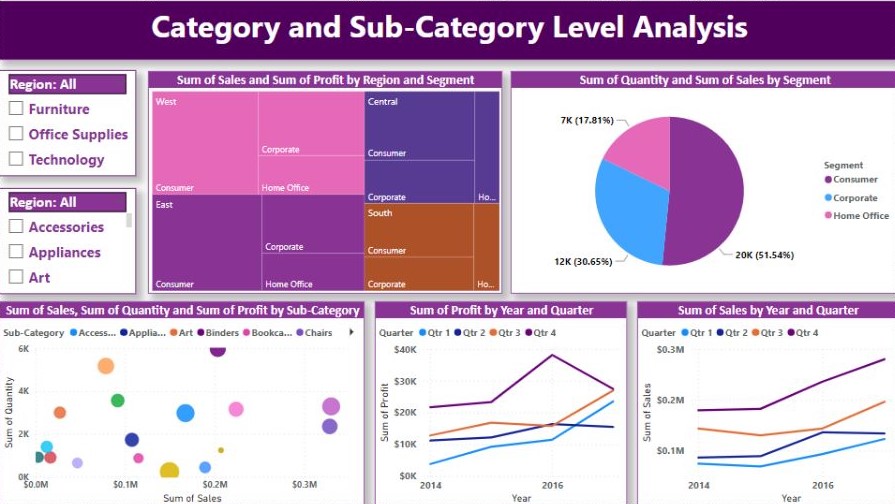 Category and Sub-Category Level Analysis
Region: All
Furniture
Office Supplies
Technology
Region: All
Accessories
Appliances
Art
Sum of Sales and Sum of Profit by Region and Segment
West
Corporate
Consumer
Home Office
East
Corporate
Consumer
Home Office
Central
Consumer
Corporate
Ho...
South
Consumer
Corporate
Ho...
Sum of Quantity and Sum of Sales by Segment
7K (17.81%)
12K (30.65%)
20K (51.54%)
Segment
Consumer
Corporate
Home Office
Sum of Sales, Sum of Quantity and Sum of Profit by Sub-Category
Sub-Category Access... Applia... Art Binders Bookca... Chairs
Sum of Quantity
6K
4K
2K
0K
$0.0M $0.1M $0.2M $0.3M
Sum of Sales
Sum of Profit by Year and Quarter
Quarter Qtr 1 Qtr 2 Qtr 3 Qtr 4
Sum of Profit
$40K
$30K
$20K
$10K
$0K
2014 2016
Year
Sum of Sales by Year and Quarter
Quarter Qtr 1 Qtr 2 Qtr 3 Qtr 4
Sum of Sales
$0.3M
$0.2M
$0.1M
2014 2016
Year